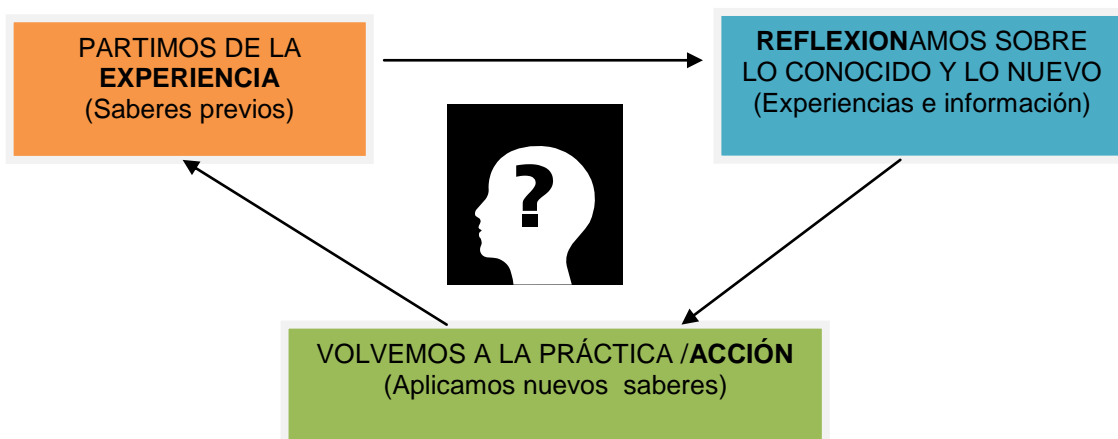 PARTIMOS DE LA
EXPERIENCIA
(Saberes previos)
REFLEXIONAMOS SOBRE
LO CONOCIDO Y LO NUEVO
(Experiencias e información)
?
VOLVEMOS A LA PRÁCTICA /ACCIÓN
(Aplicamos nuevos  saberes)